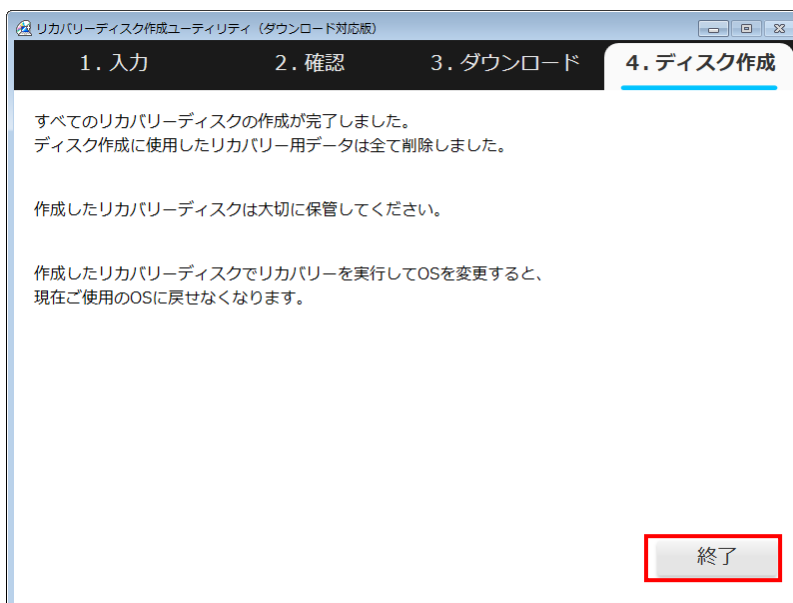 リカバリーディスク作成ユーティリティ（ダウンロード対応版）
1．入力
2．確認
3．ダウンロード
4．ディスク作成
すべてのリカバリーディスクの作成が完了しました。
ディスク作成に使用したリカバリー用データは全て削除しました。
作成したリカバリーディスクは大切に保管してください。
作成したリカバリーディスクでリカバリーを実行してOSを変更すると、
現在ご使用のOSに戻せなくなります。
終了